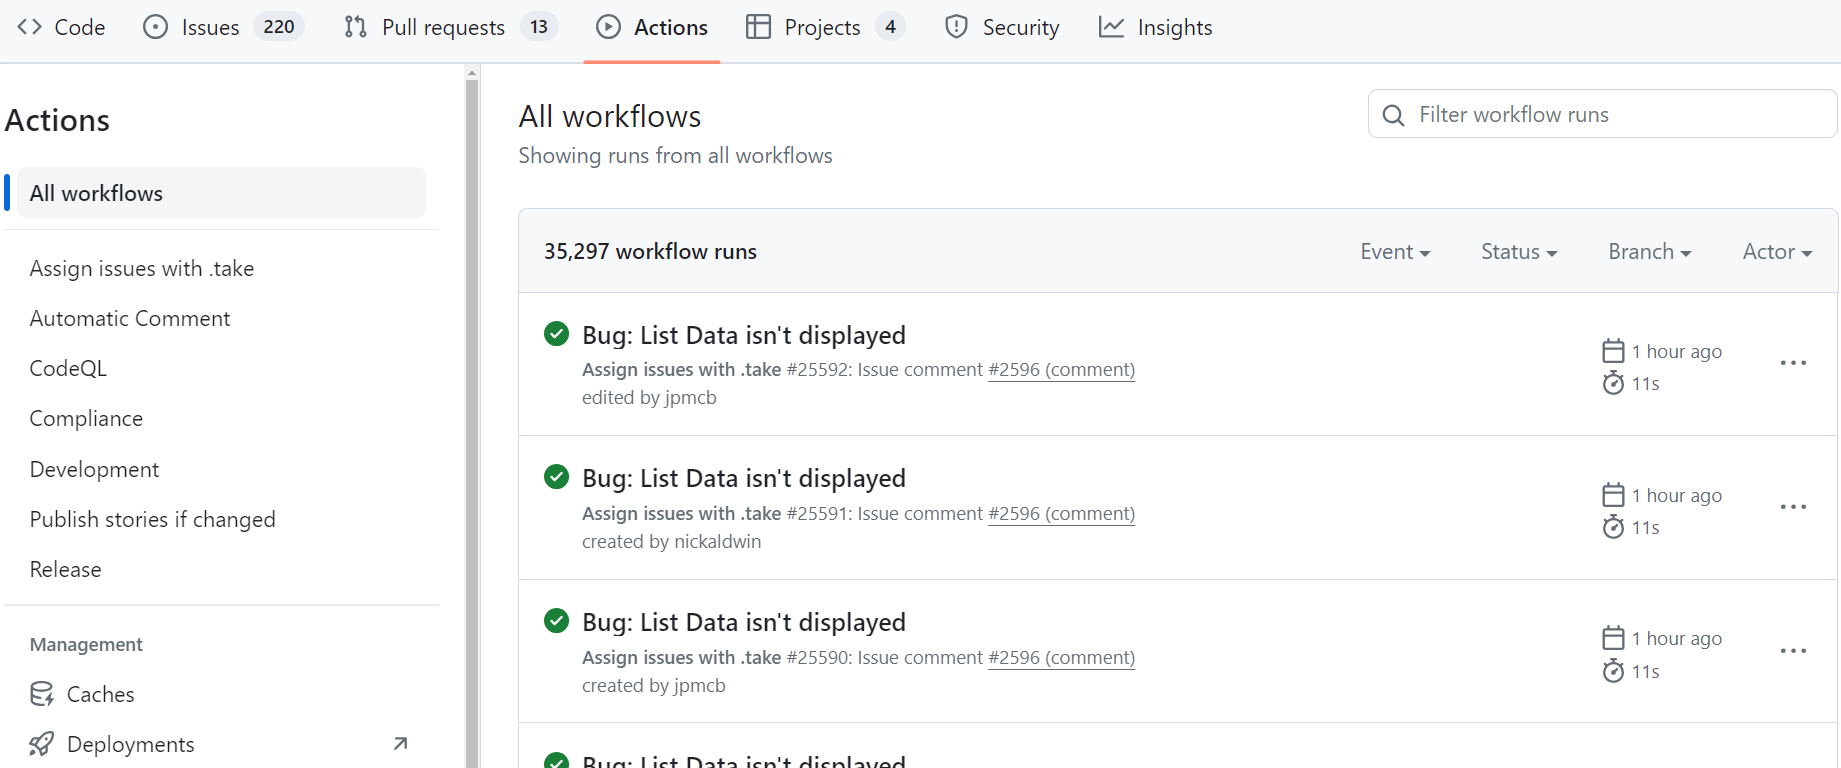 Code Issues 220 Pull requests 13 Actions Projects 4 Security Insights
Actions
All workflows
Assign issues with .take
Automatic Comment
CodeQL
Compliance
Development
Publish stories if changed
Release
Management
Caches
Deployments
All workflows
Showing runs from all workflows
Filter workflow runs
35,297 workflow runs Event Status Branch Actor
Bug: List Data isn't displayed
Assign issues with .take #25592: Issue comment #2596 (comment)
edited by jpmcb
1 hour ago
11s
Bug: List Data isn't displayed
Assign issues with .take #25591: Issue comment #2596 (comment)
created by nickaldwin
1 hour ago
11s
Bug: List Data isn't displayed
Assign issues with .take #25590: Issue comment #2596 (comment)
created by jpmcb
1 hour ago
11s
Bug: List Data isn't displayed